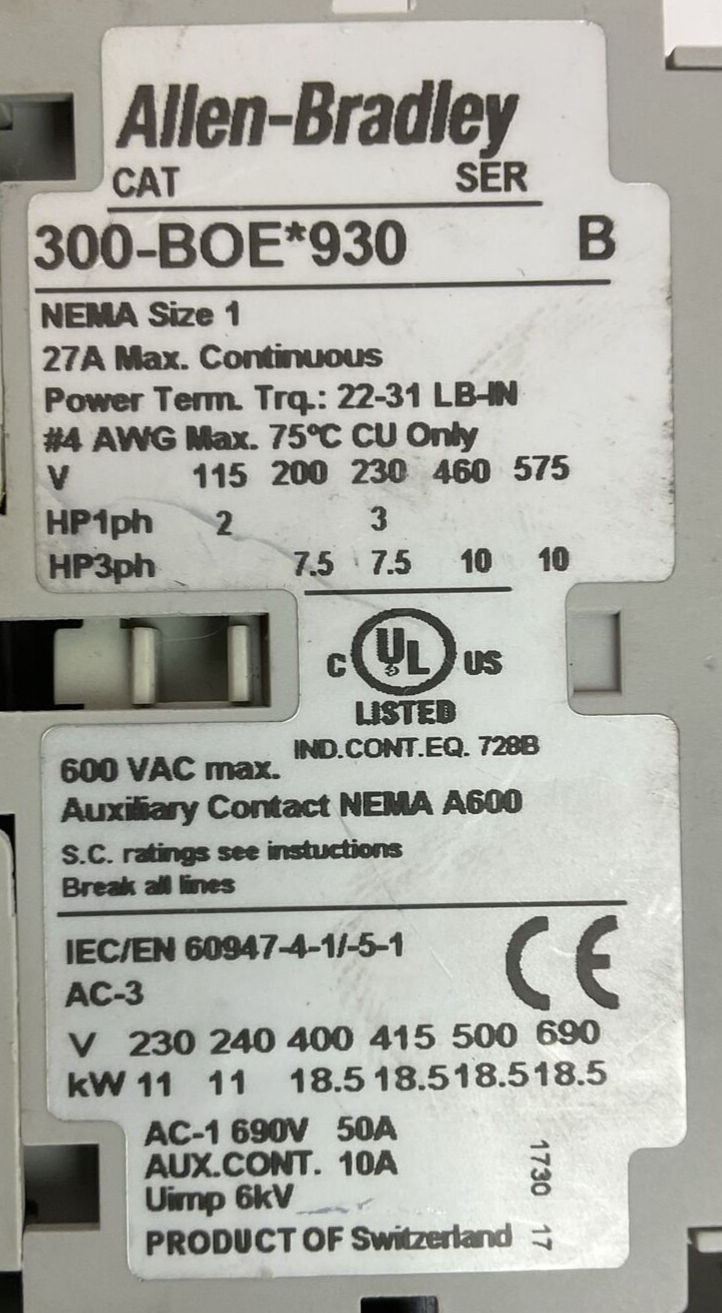 Allen-Bradley
CAT SER
300-BOE*930 B
NEMA Size 1
27A Max. Continuous
Power Term. Trq.: 22-31 LB-IN
#4 AWG Max. 75°C CU Only
V 115 200 230 460 575
HP1ph 2 3
HP3ph 7.5 7.5 10 10
C UL US
LISTED
IND.CONT.EQ. 728B
600 VAC max.
Auxiliary Contact NEMA A600
S.C. ratings see instuctions
Break all lines
IEC/EN 60947-4-1/-5-1
CE
AC-3
V 230 240 400 415 500 690
kW 11 11 18.5 18.5 18.5 18.5
AC-1 690V 50A
AUX.CONT. 10A
Uimp 6kV
PRODUCT OF Switzerland
1730 17